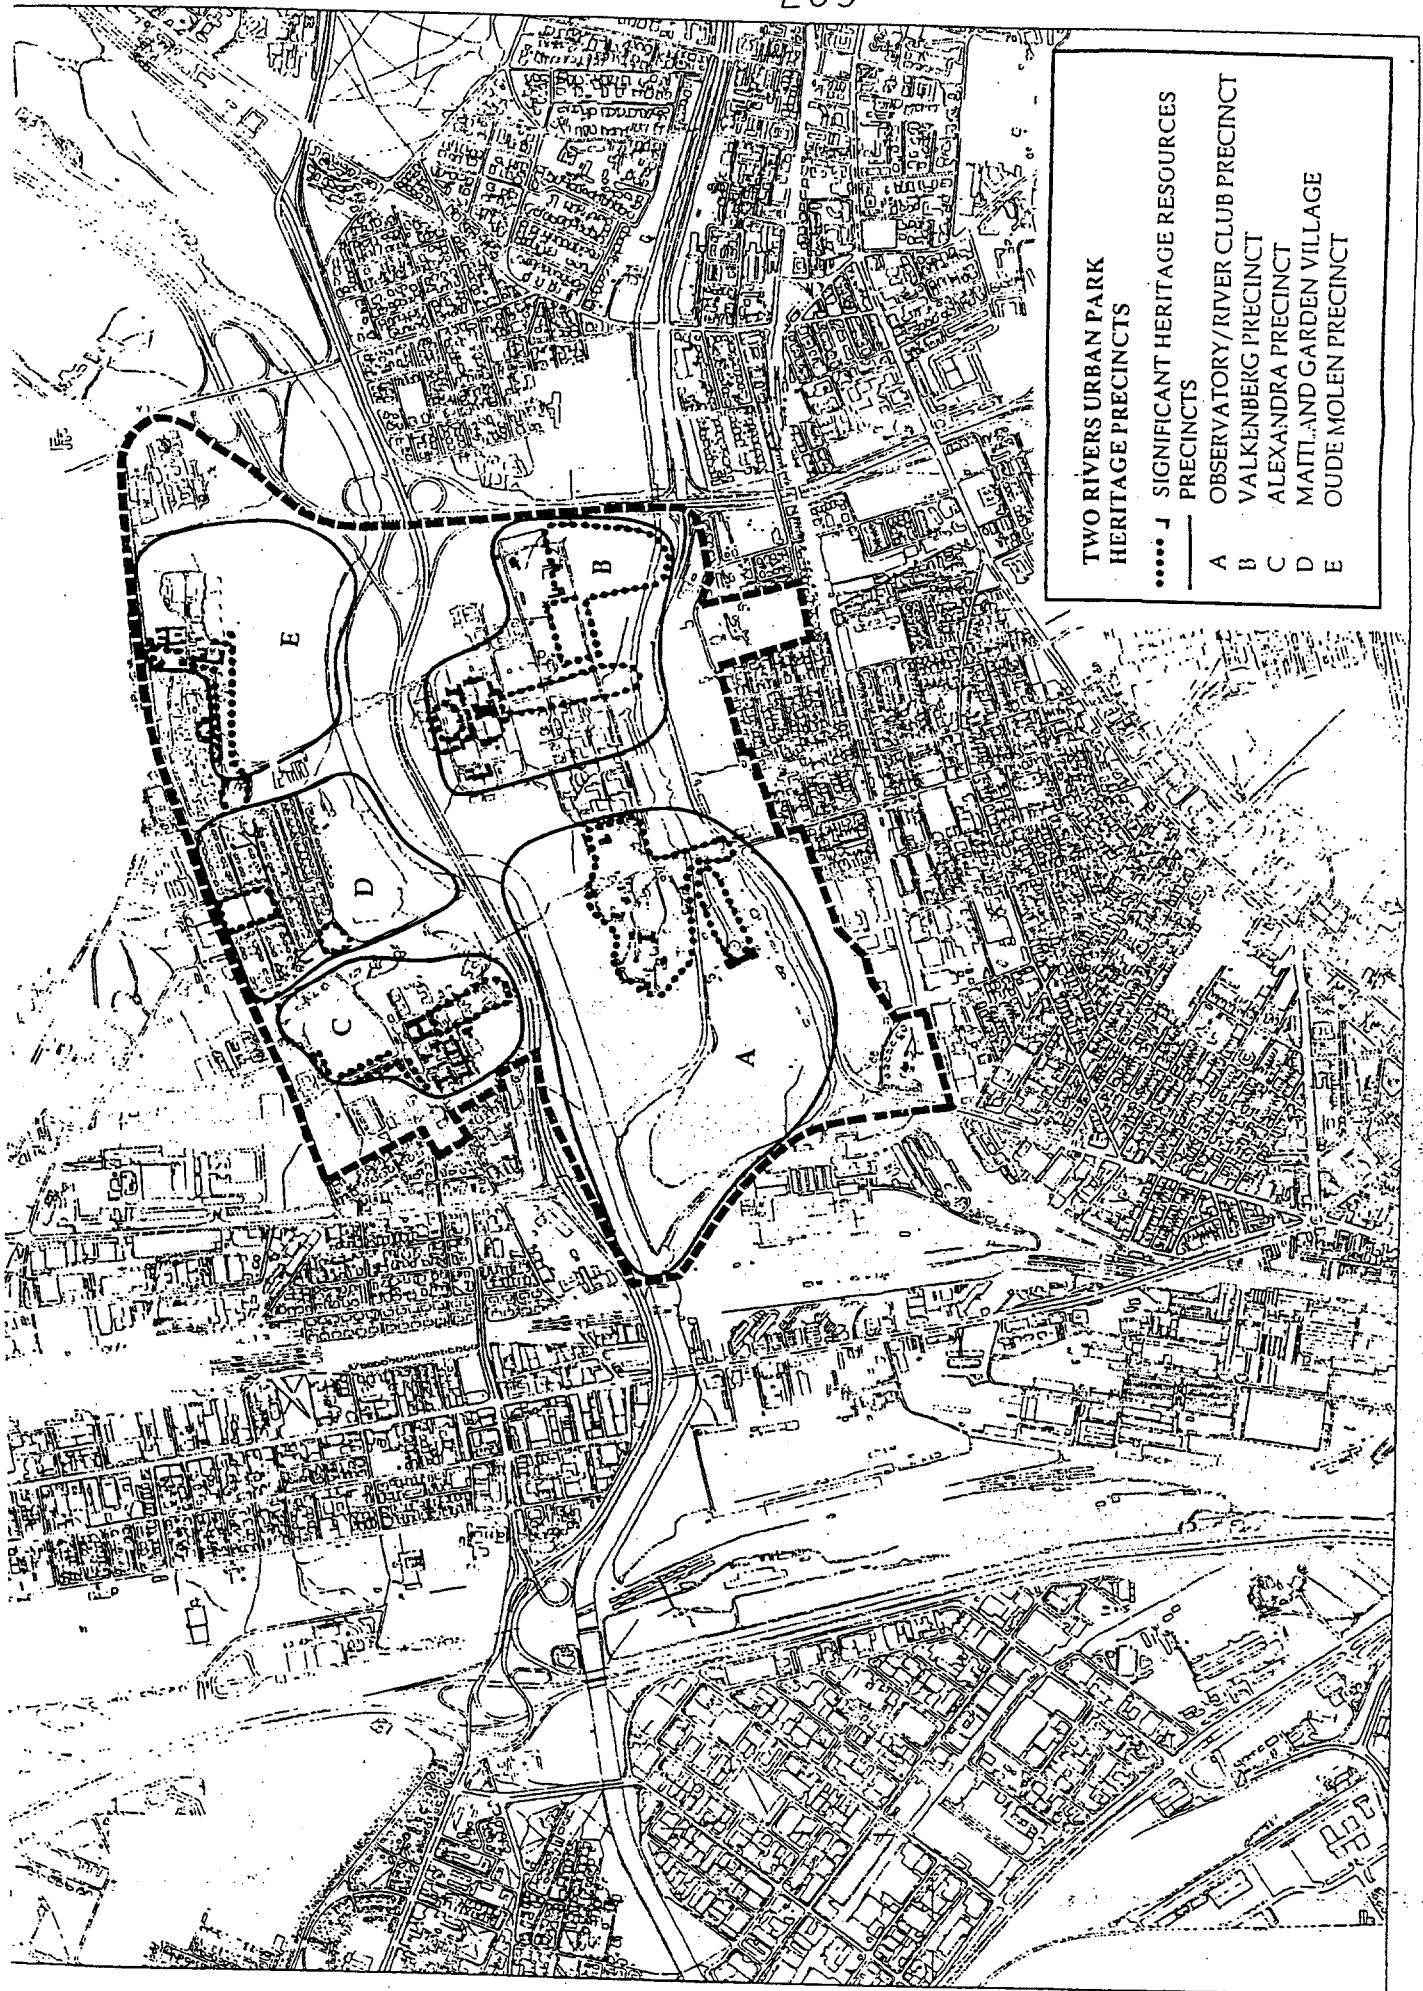 TWO RIVERS URBAN PARK
HERITAGE PRECINCTS
SIGNIFICANT HERITAGE RESOURCES
PRECINCTS
A OBSERVATORY/RIVER CLUB PRECINCT
B VALKENBERG PRECINCT
C ALEXANDRA PRECINCT
D MAITLAND GARDEN VILLAGE
E OUDE MOLEN PRECINCT
E
B
D
C
A